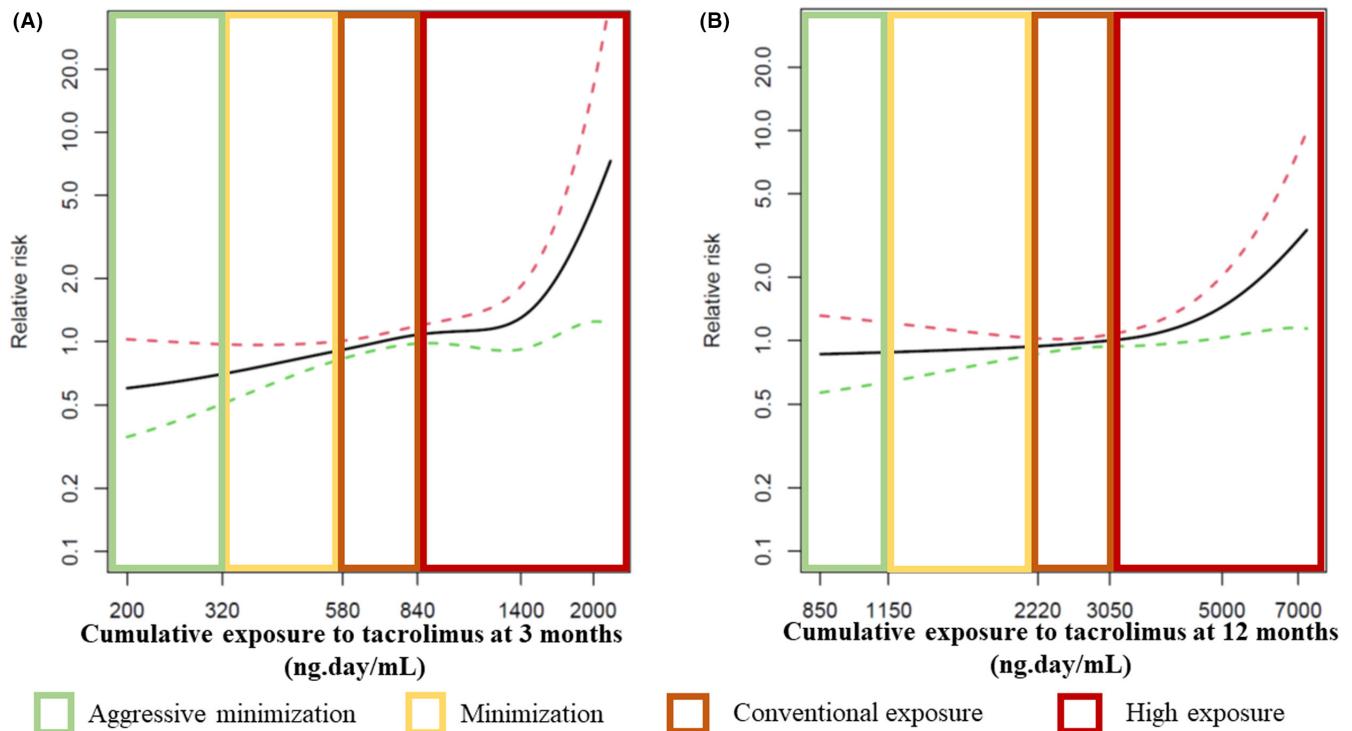 (A)
Relative risk
20.0
10.0
5.0
2.0
1.0
0.5
0.2
0.1
200 320 580 840 1400 2000
Cumulative exposure to tacrolimus at 3 months
(ng.day/mL)
(B)
Relative risk
20.0
10.0
5.0
2.0
1.0
0.5
0.2
0.1
850 1150 2220 3050 5000 7000
Cumulative exposure to tacrolimus at 12 months
(ng.day/mL)
Aggressive minimization Minimization Conventional exposure High exposure